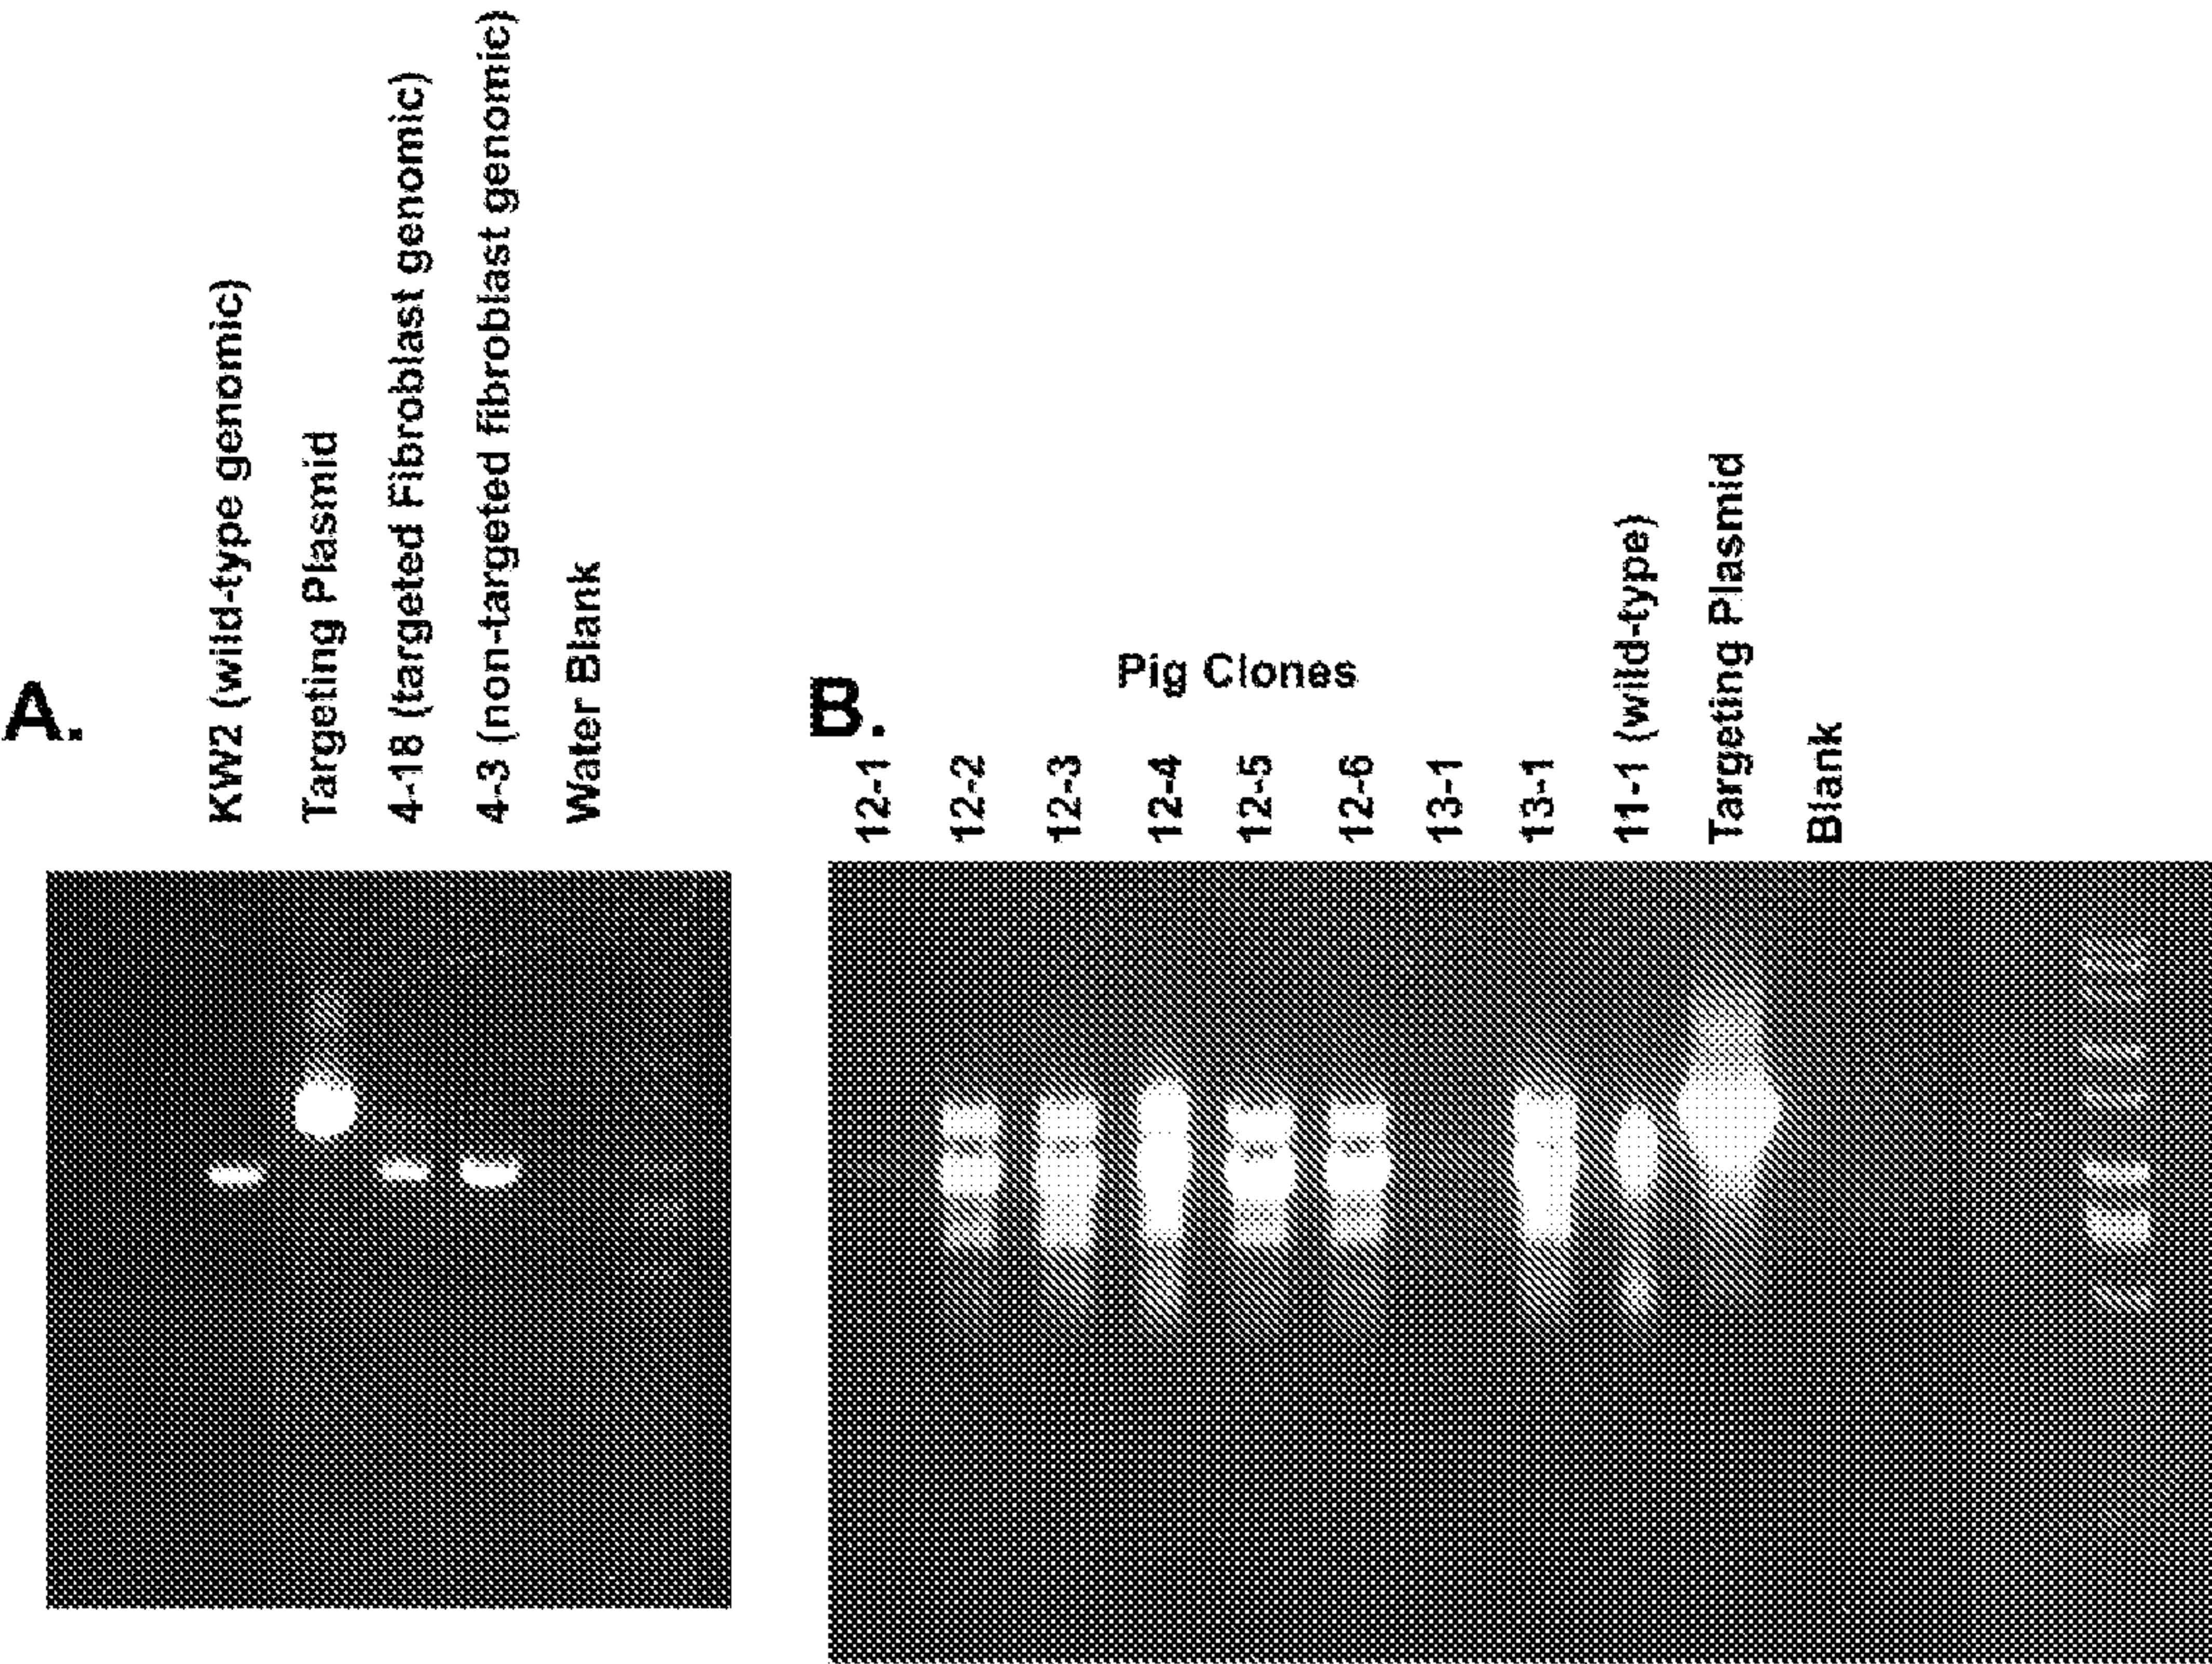 A.
KW2 (wild-type genomic)
Targeting Plasmid
4-18 (targeted Fibroblast genomic)
4-3 (non-targeted fibroblast genomic)
Water Blank
B.
Pig Clones
12-1
12-2
12-3
12-4
12-5
12-6
13-1
13-1
11-1 (wild-type)
Targeting Plasmid
Blank